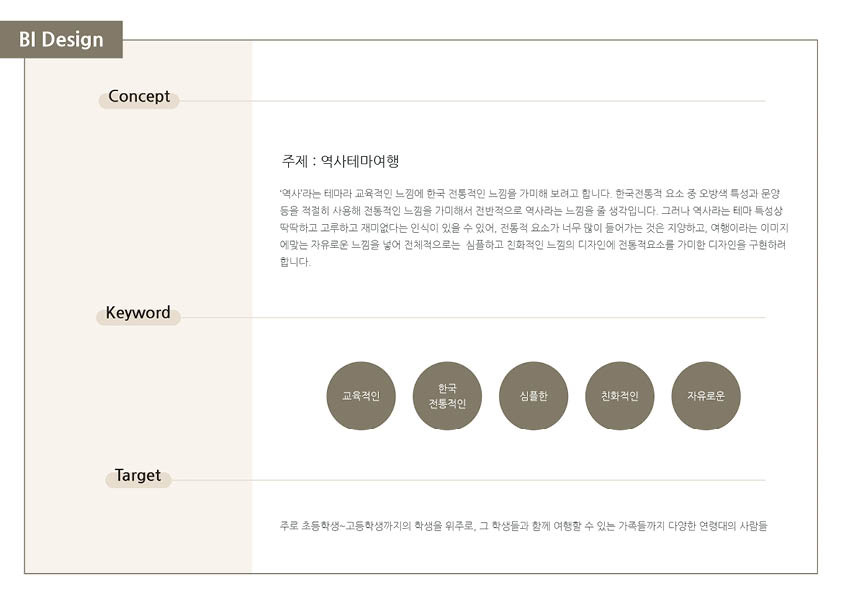 BI Design
Concept
주제 : 역사테마여행
'역사'라는 테마라 교육적인 느낌에 한국 전통적인 느낌을 가미해 보려고 합니다. 한국전통적 요소 중 오방색 특성과 문양
등을 적절히 사용해 전통적인 느낌을 가미해서 전반적으로 역사라는 느낌을 줄 생각입니다. 그러나 역사라는 테마 특성상
딱딱하고 고루하고 재미없다는 인식이 있을 수 있어, 전통적 요소가 너무 많이 들어가는 것은 지양하고, 여행이라는 이미지
에맞는 자유로운 느낌을 넣어 전체적으로는 심플하고 친화적인 느낌의 디자인에 전통적요소를 가미한 디자인을 구현하려
합니다.
Keyword
교육적인
한국
전통적인
심플한
친화적인
자유로운
Target
주로 초등학생~고등학생까지의 학생을 위주로, 그 학생들과 함께 여행할 수 있는 가족들까지 다양한 연령대의 사람들